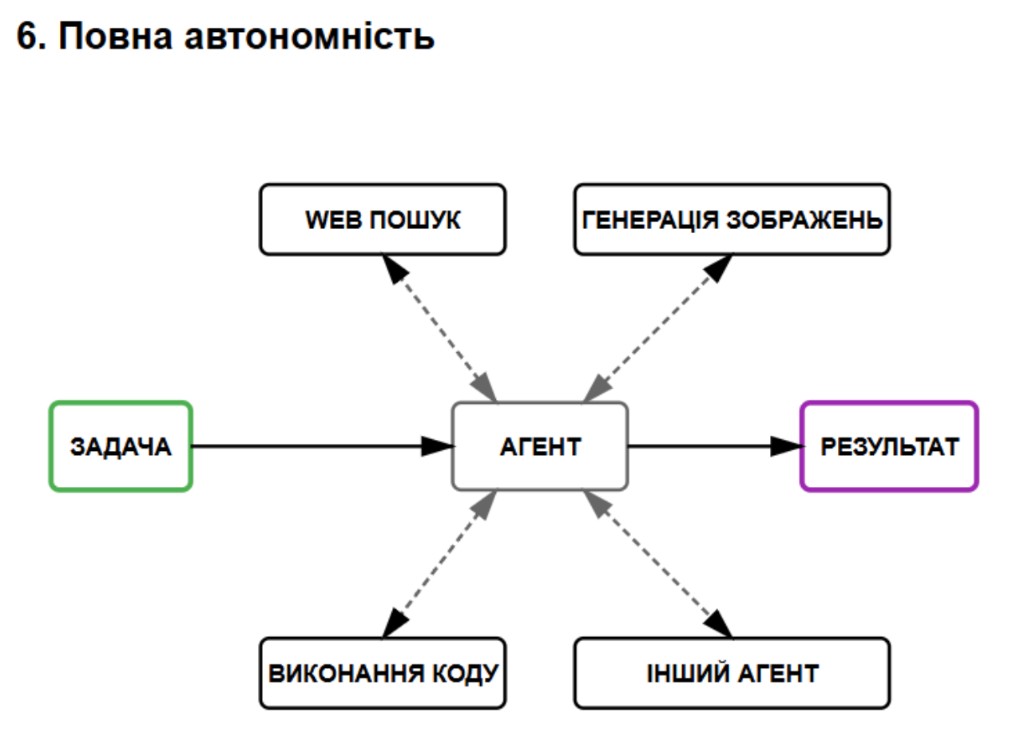 6. Повна автономність
WEB ПОШУК
ГЕНЕРАЦІЯ ЗОБРАЖЕНЬ
ЗАДАЧА
АГЕНТ
РЕЗУЛЬТАТ
ВИКОНАННЯ КОДУ
ІНШИЙ АГЕНТ